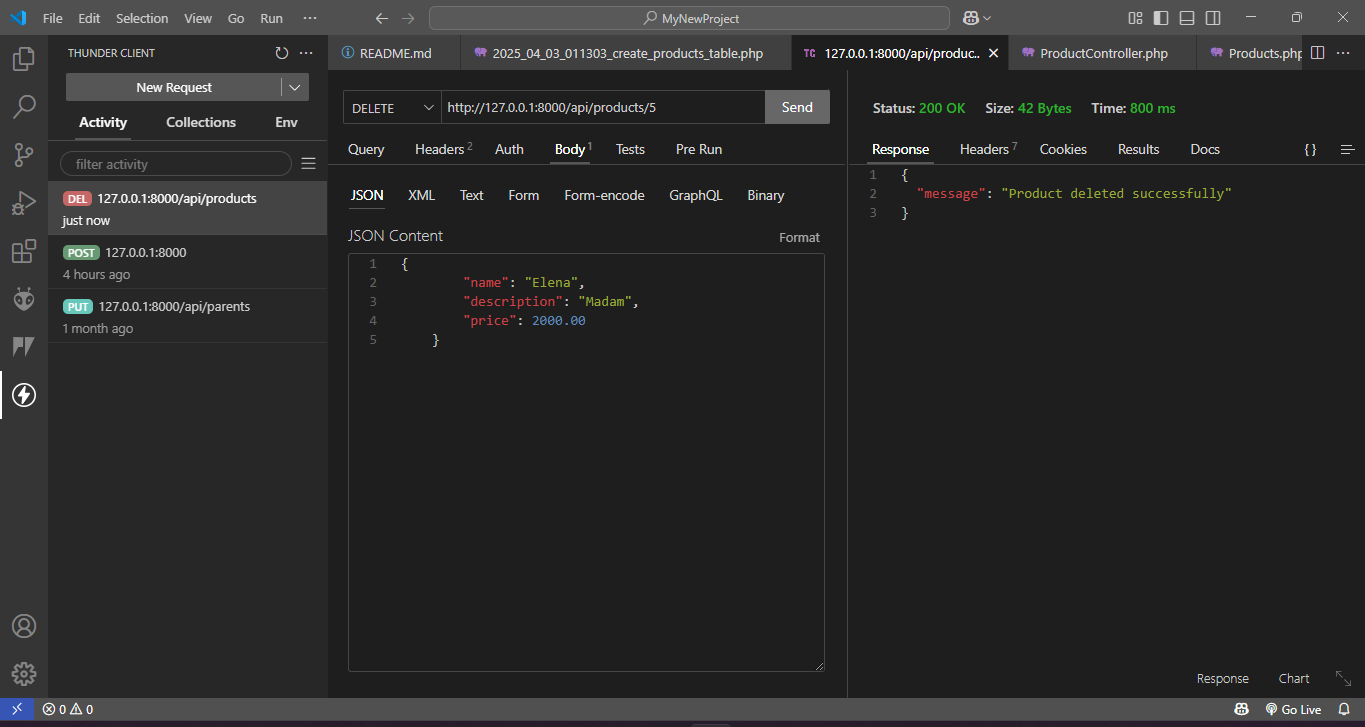 File Edit Selection View Go Run ··· MyNewProject
THUNDER CLIENT
New Request
Activity Collections Env
filter activity
DEL 127.0.0.1:8000/api/products
just now
POST 127.0.0.1:8000
4 hours ago
PUT 127.0.0.1:8000/api/parents
1 month ago
README.md 2025_04_03_011303_create_products_table.php TC 127.0.0.1:8000/api/produc.. ProductController.php Products.php
DELETE http://127.0.0.1:8000/api/products/5 Send
Query Headers 2 Auth Body 1 Tests Pre Run
JSON XML Text Form Form-encode GraphQL Binary
JSON Content Format
1 {
2 "name": "Elena",
3 "description": "Madam",
4 "price": 2000.00
5 }
Status: 200 OK Size: 42 Bytes Time: 800 ms
Response Headers 7 Cookies Results Docs {}
1 {
2 "message": "Product deleted successfully"
3 }
Response Chart
0 0 Go Live